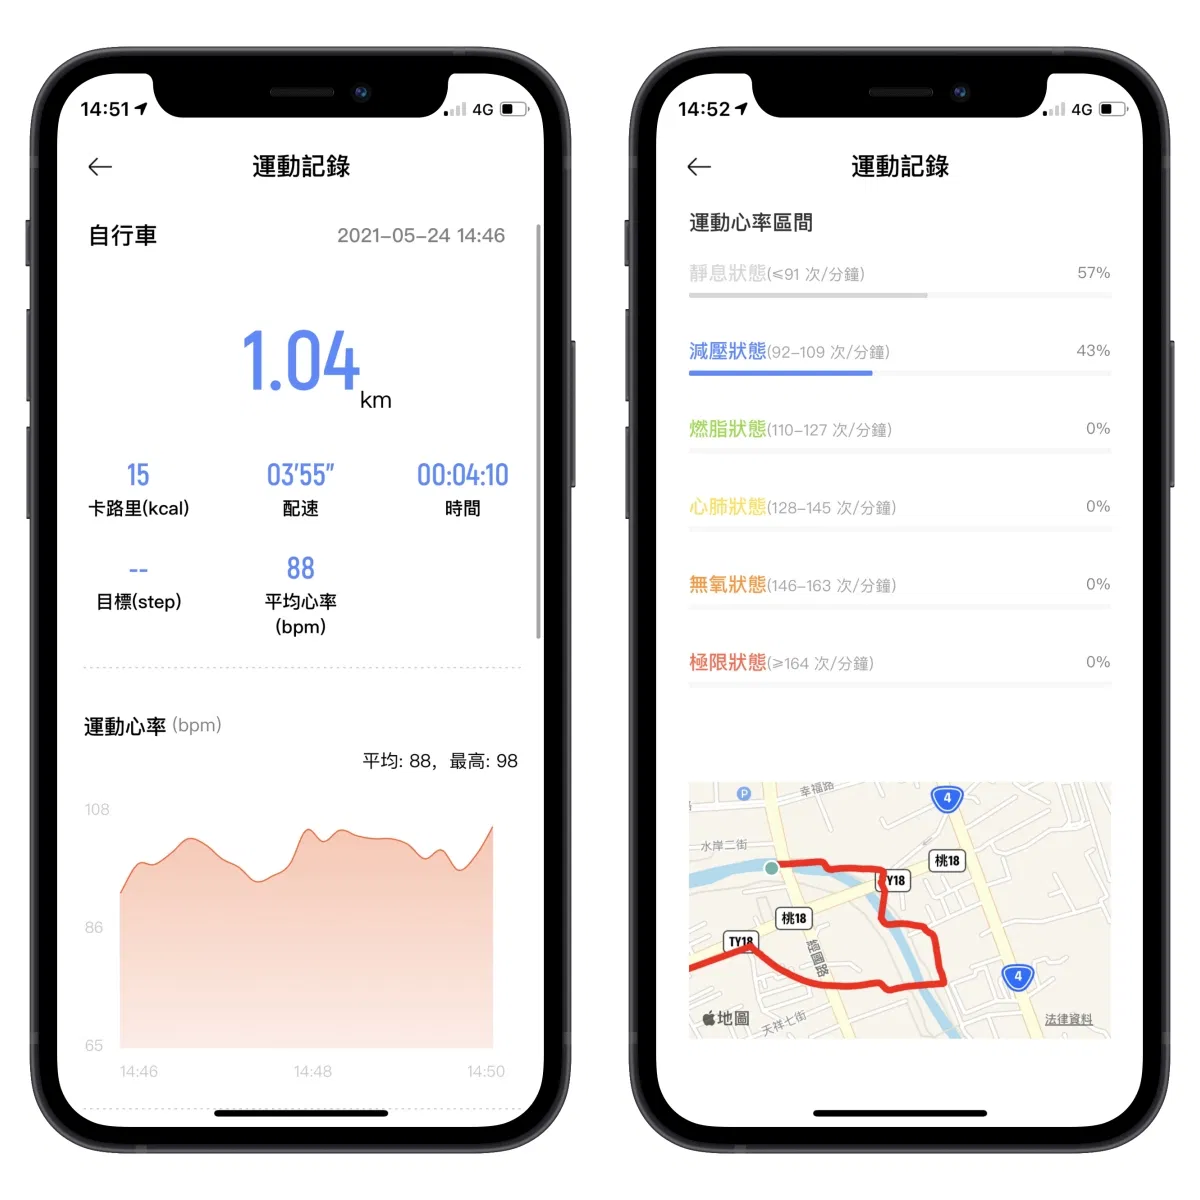 14:51
4G
運動記錄
自行車
2021-05-24 14:46
1.04
km
15
03'55"
00:04:10
卡路里(kcal)
配速
時間
--
88
目標(step)
平均心率
(bpm)
運動心率 (bpm)
平均: 88，最高: 98
108
86
65
14:46
14:48
14:50
14:52
4G
運動記錄
運動心率區間
靜息狀態(≤91 次/分鐘)
57%
減壓狀態(92-109 次/分鐘)
43%
燃脂狀態(110-127 次/分鐘)
0%
心肺狀態(128-145 次/分鐘)
0%
無氧狀態(146-163 次/分鐘)
0%
極限狀態(≥164 次/分鐘)
0%
P
幸福路
4
水岸二街
桃18
TY18
桃18
TY18
經國路
4
地圖
天祥七街
法律資料